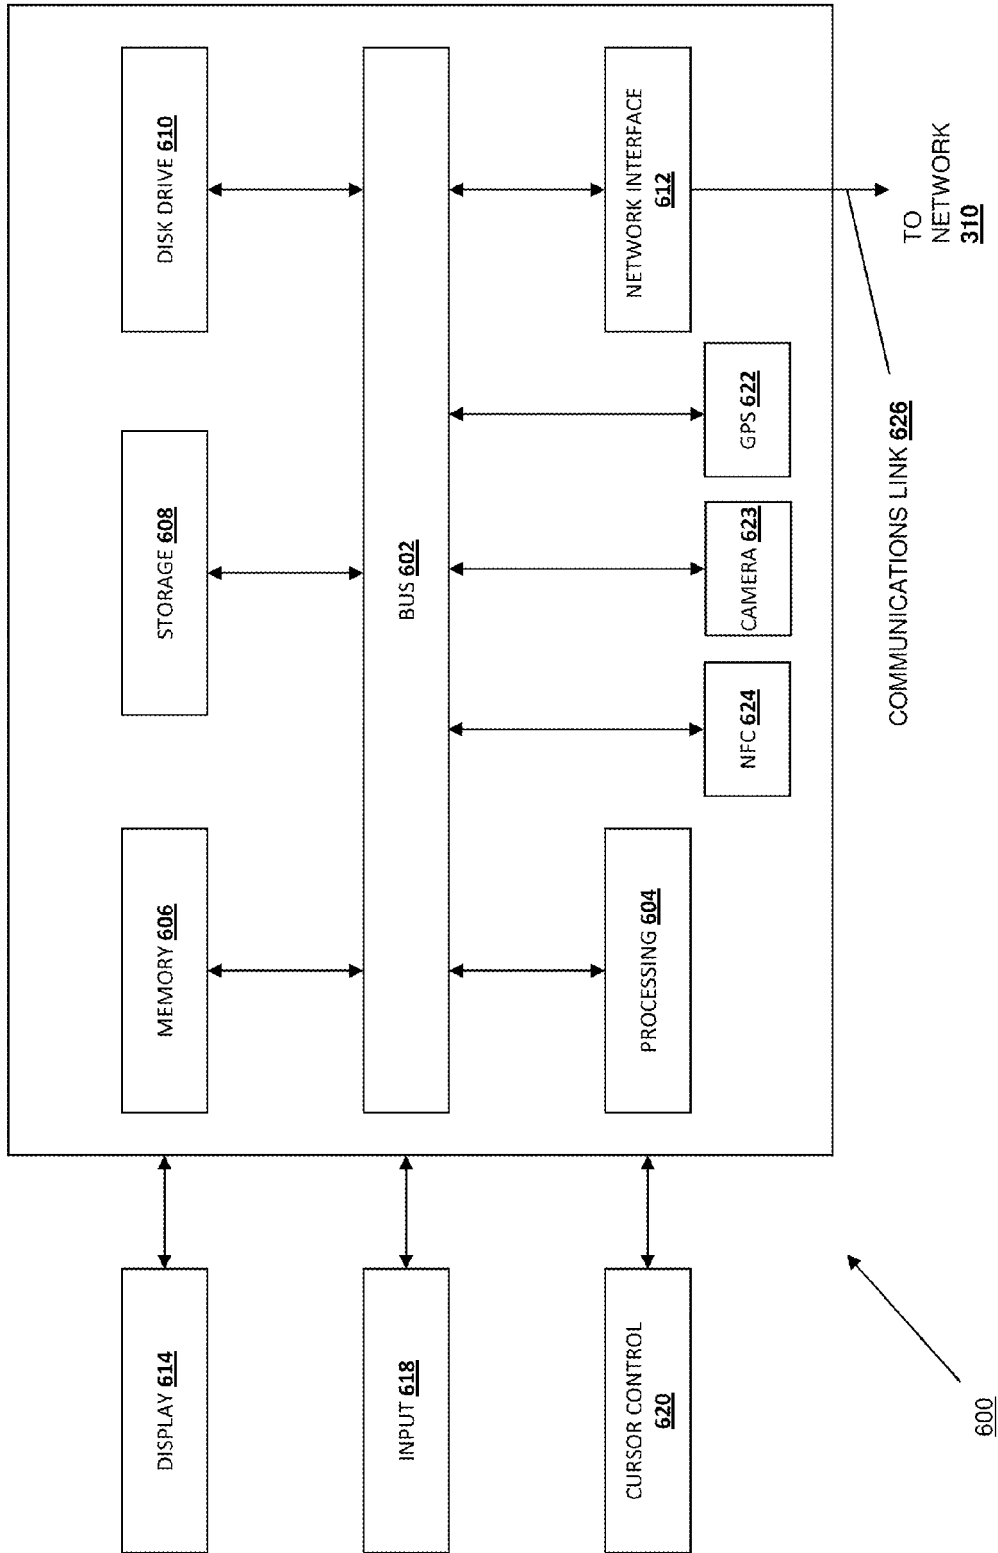 DISPLAY 614
MEMORY 606
STORAGE 608
DISK DRIVE 610
INPUT 618
BUS 602
CURSOR CONTROL
620
PROCESSING 604
NFC 624
CAMERA 623
GPS 622
NETWORK INTERFACE
612
COMMUNICATIONS LINK 626
TO
NETWORK
310
600